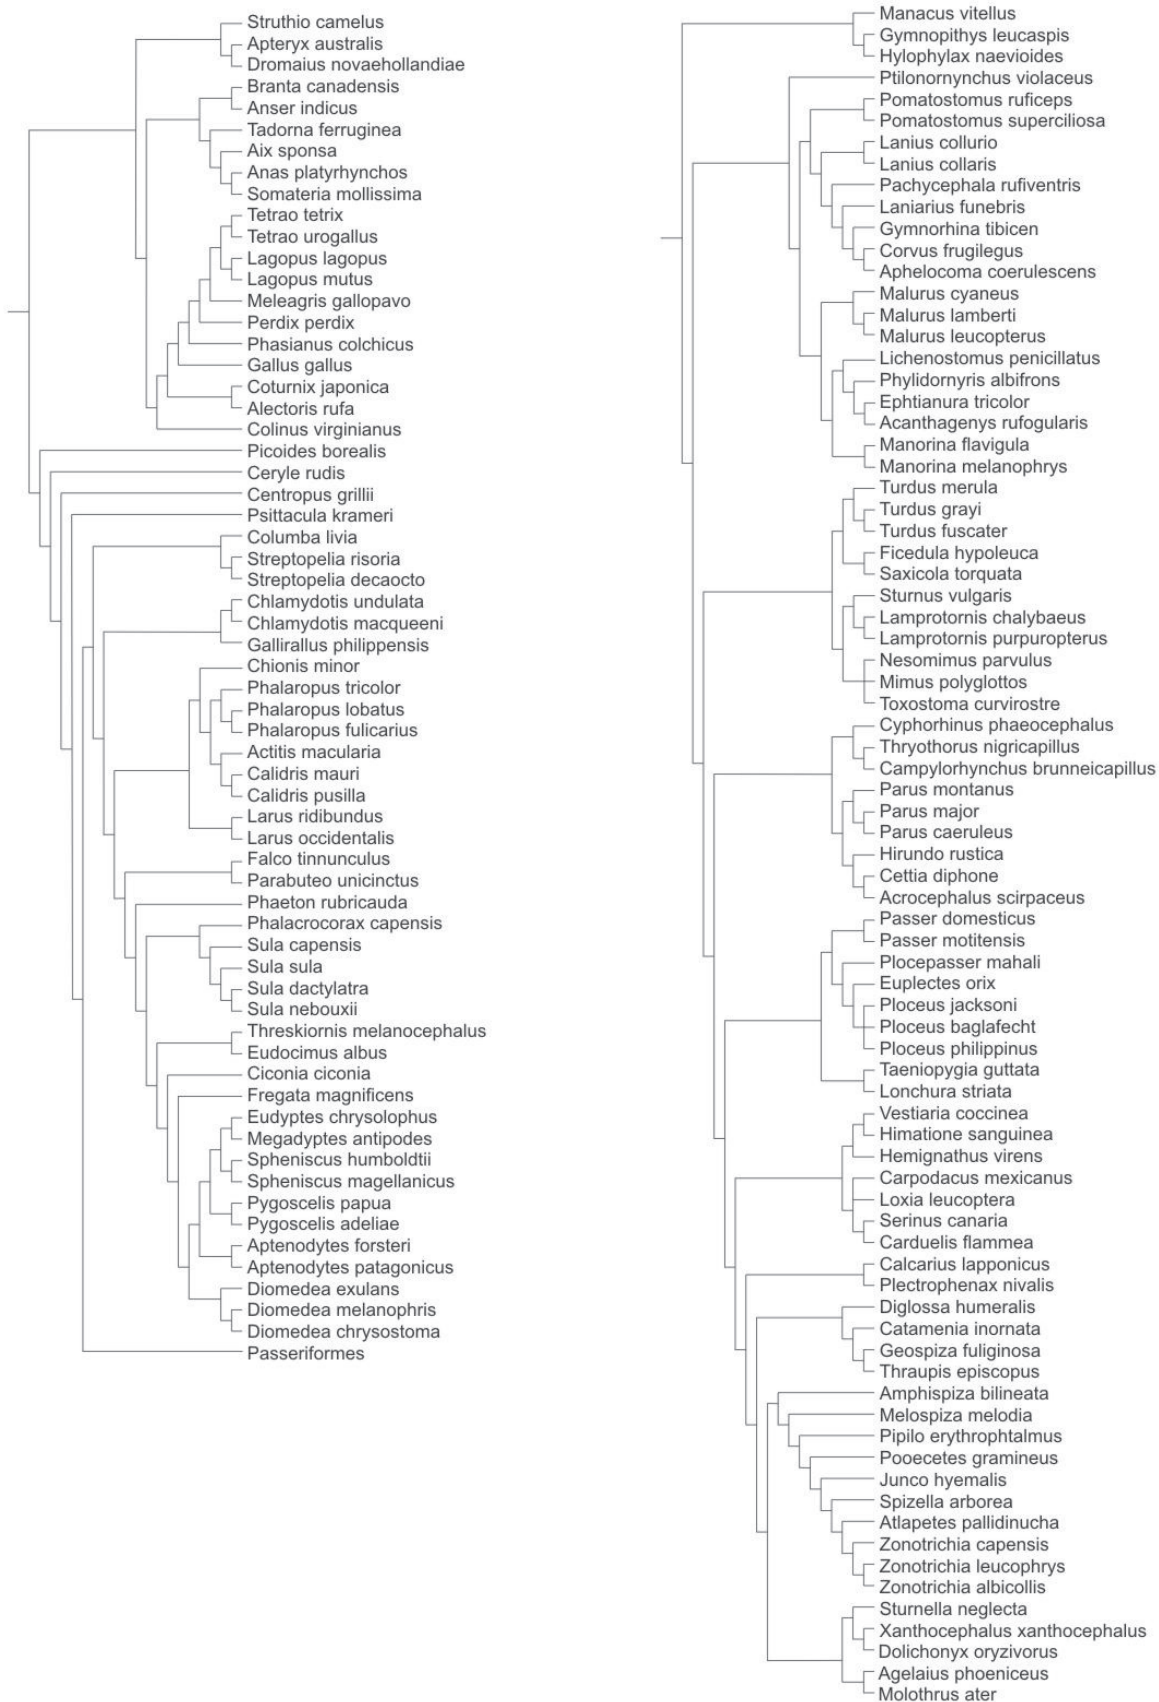 Struthio camelus
Apteryx australis
Dromaius novaehollandiae
Branta canadensis
Anser indicus
Tadorna ferruginea
Aix sponsa
Anas platyrhynchos
Somateria mollissima
Tetrao tetrix
Tetrao urogallus
Lagopus lagopus
Lagopus mutus
Meleagris gallopavo
Perdix perdix
Phasianus colchicus
Gallus gallus
Coturnix japonica
Alectoris rufa
Colinus virginianus
Picoides borealis
Ceryle rudis
Centropus grillii
Psittacula krameri
Columba livia
Streptopelia risoria
Streptopelia decaocto
Chlamydotis undulata
Chlamydotis macqueeni
Gallirallus philippensis
Chionis minor
Phalaropus tricolor
Phalaropus lobatus
Phalaropus fulicarius
Actitis macularia
Calidris mauri
Calidris pusilla
Larus ridibundus
Larus occidentalis
Falco tinnunculus
Parabuteo unicinctus
Phaeton rubricauda
Phalacrocorax capensis
Sula capensis
Sula sula
Sula dactylatra
Sula nebouxii
Threskiornis melanocephalus
Eudocimus albus
Ciconia ciconia
Fregata magnificens
Eudyptes chrysolophus
Megadyptes antipodes
Spheniscus humboldtii
Spheniscus magellanicus
Pygoscelis papua
Pygoscelis adeliae
Aptenodytes forsteri
Aptenodytes patagonicus
Diomedea exulans
Diomedea melanophris
Diomedea chrysostoma
Passeriformes
Manacus vitellus
Gymnopithys leucaspis
Hylophylax naevioides
Ptilonornynchus violaceus
Pomatostomus ruficeps
Pomatostomus superciliosa
Lanius collurio
Lanius collaris
Pachycephala rufiventris
Laniarius funebris
Gymnorhina tibicen
Corvus frugilegus
Aphelocoma coerulescens
Malurus cyaneus
Malurus lamberti
Malurus leucopterus
Lichenostomus penicillatus
Phylidornyris albifrons
Ephtianura tricolor
Acanthagenys rufogularis
Manorina flavigula
Manorina melanophrys
Turdus merula
Turdus grayi
Turdus fuscater
Ficedula hypoleuca
Saxicola torquata
Sturnus vulgaris
Lamprotornis chalybaeus
Lamprotornis purpuropterus
Nesomimus parvulus
Mimus polyglottos
Toxostoma curvirostre
Cyphorhinus phaeocephalus
Thryothorus nigricapillus
Campylorhynchus brunneicapillus
Parus montanus
Parus major
Parus caeruleus
Hirundo rustica
Cettia diphone
Acrocephalus scirpaceus
Passer domesticus
Passer motitensis
Plocepasser mahali
Euplectes orix
Ploceus jacksoni
Ploceus baglafecht
Ploceus philippinus
Taeniopygia guttata
Lonchura striata
Vestiaria coccinea
Himatione sanguinea
Hemignathus virens
Carpodacus mexicanus
Loxia leucoptera
Serinus canaria
Carduelis flammea
Calcarius lapponicus
Plectrophenax nivalis
Diglossa humeralis
Catamenia inornata
Geospiza fuliginosa
Thraupis episcopus
Amphispiza bilineata
Melospiza melodia
Pipilo erythrophtalmus
Pooecetes gramineus
Junco hyemalis
Spizella arborea
Atlapetes pallidinucha
Zonotrichia capensis
Zonotrichia leucophrys
Zonotrichia albicollis
Sturnella neglecta
Xanthocephalus xanthocephalus
Dolichonyx oryzivorus
Agelaius phoeniceus
Molothrus ater